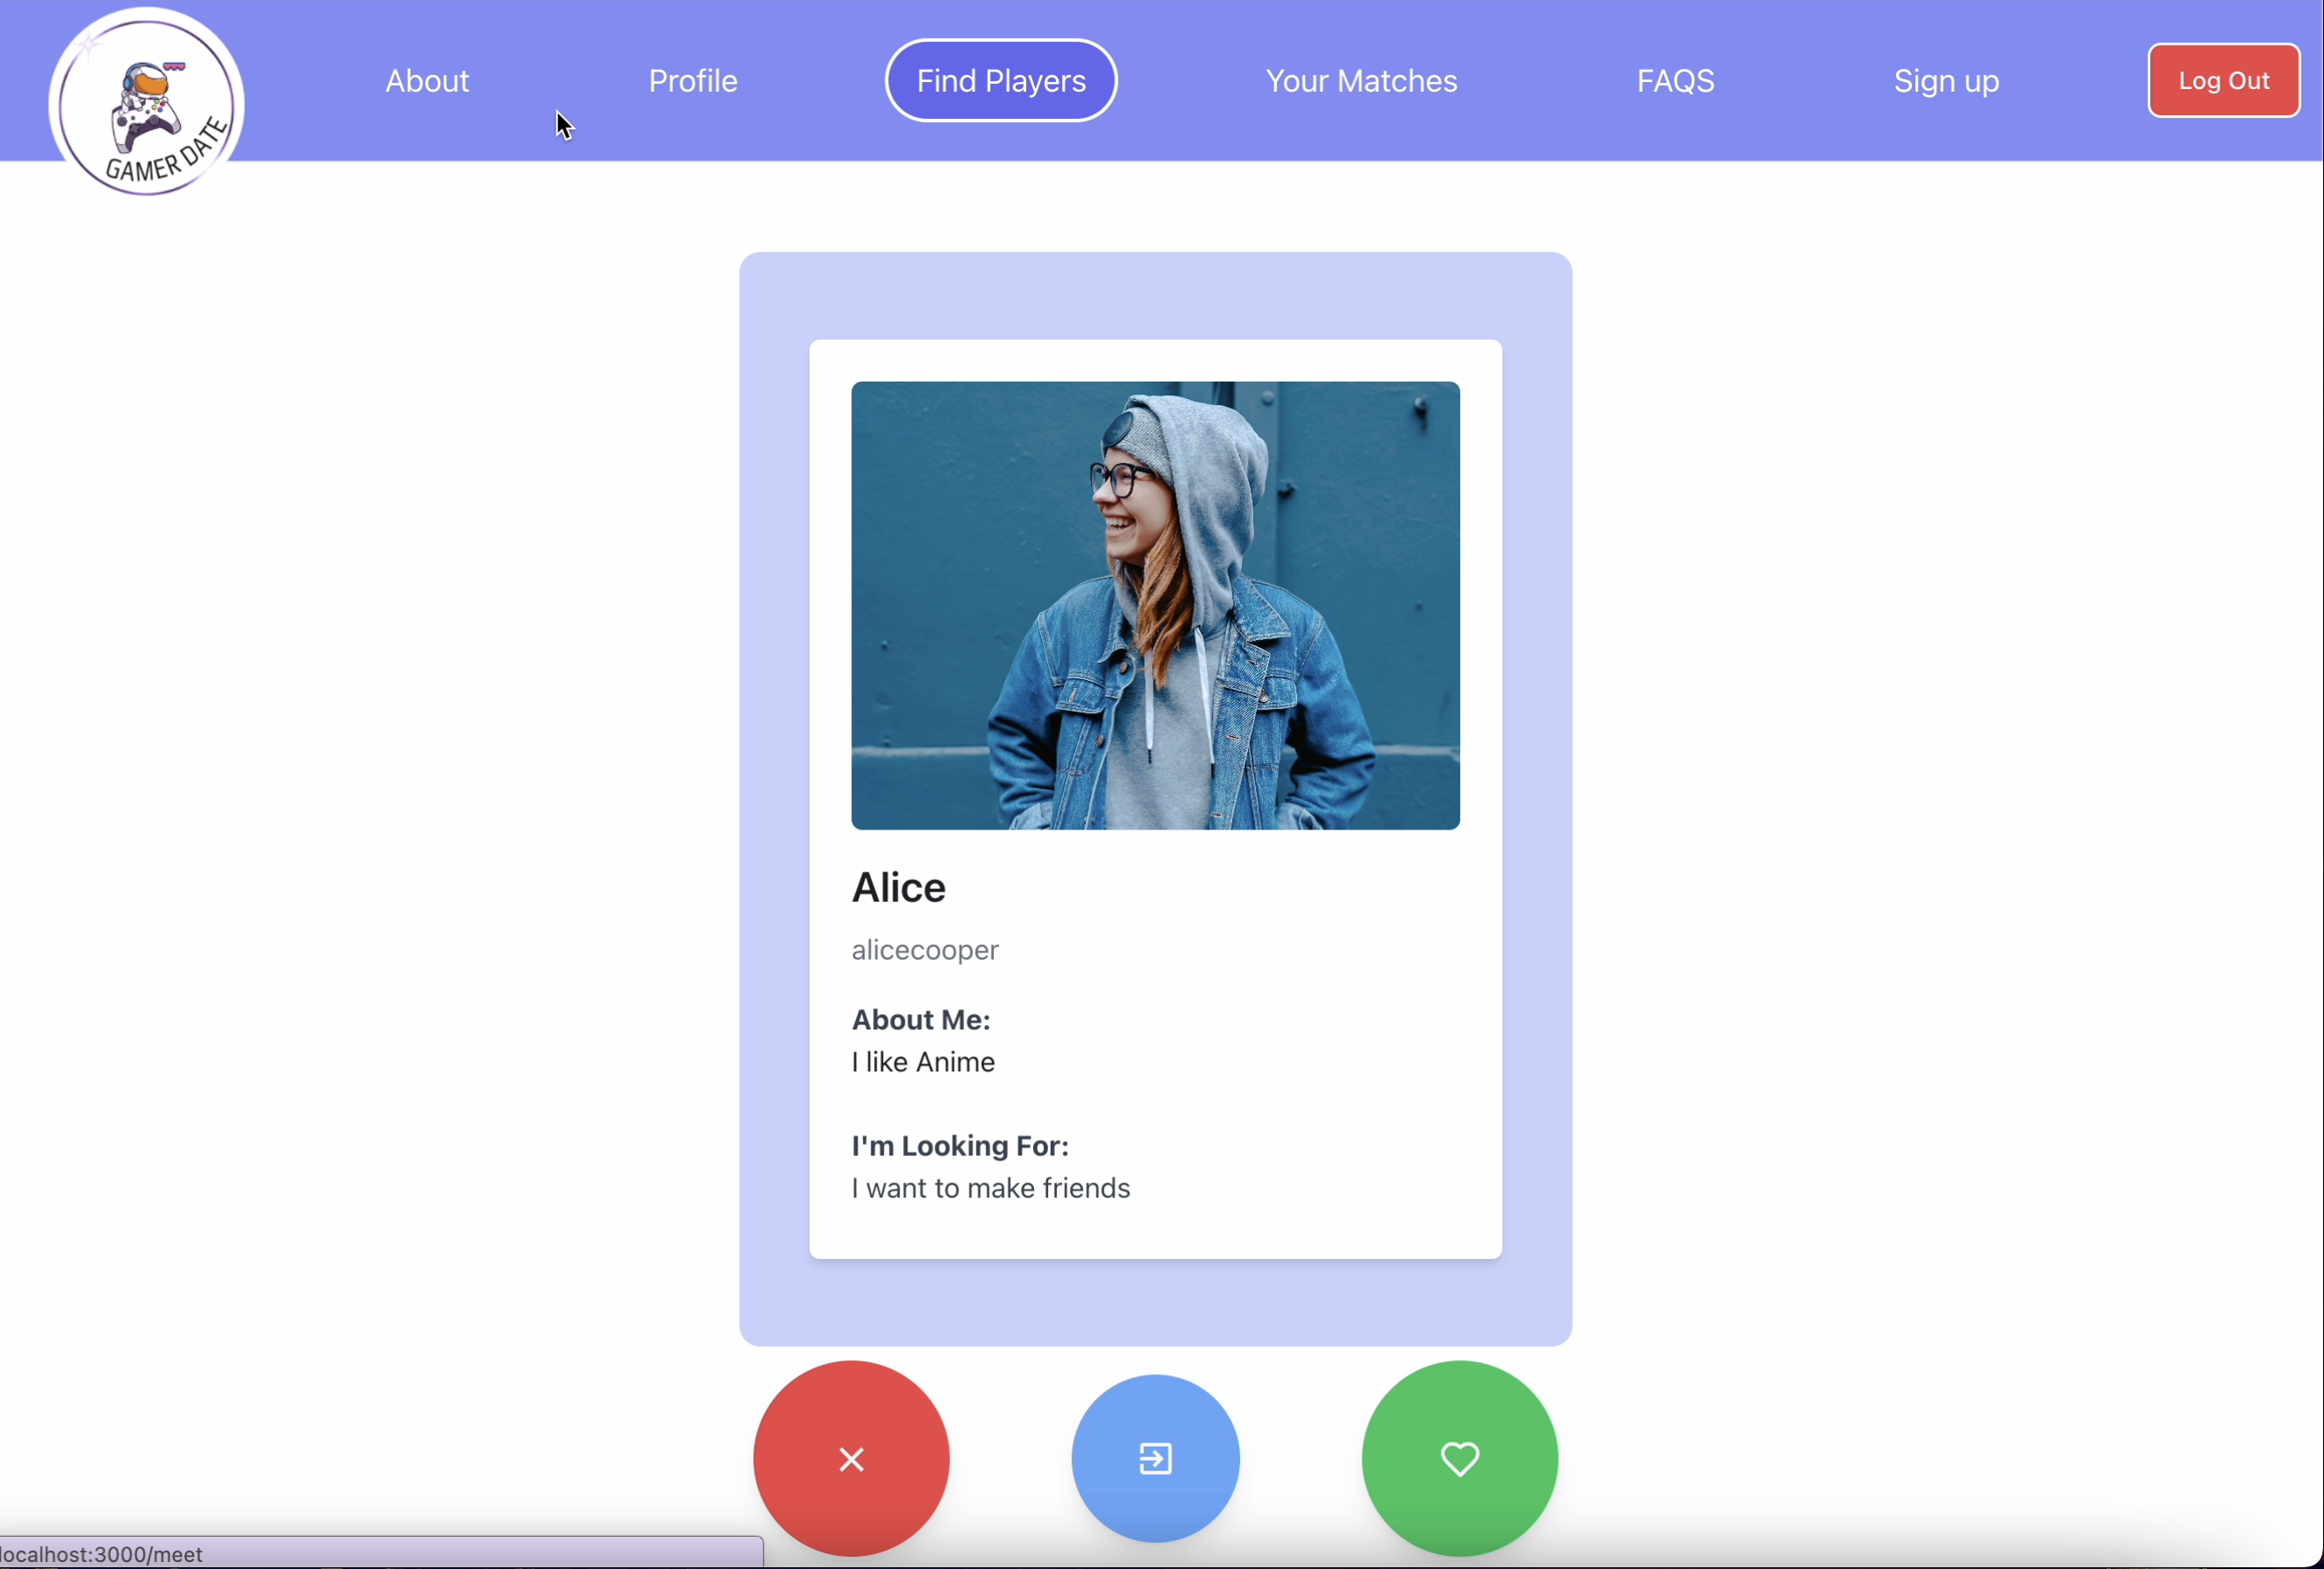 GAMER DATE
About
Profile
Find Players
Your Matches
FAQS
Sign up
Log Out
Alice
alicecooper
About Me:
I like Anime
I'm Looking For:
I want to make friends
localhost:3000/meet